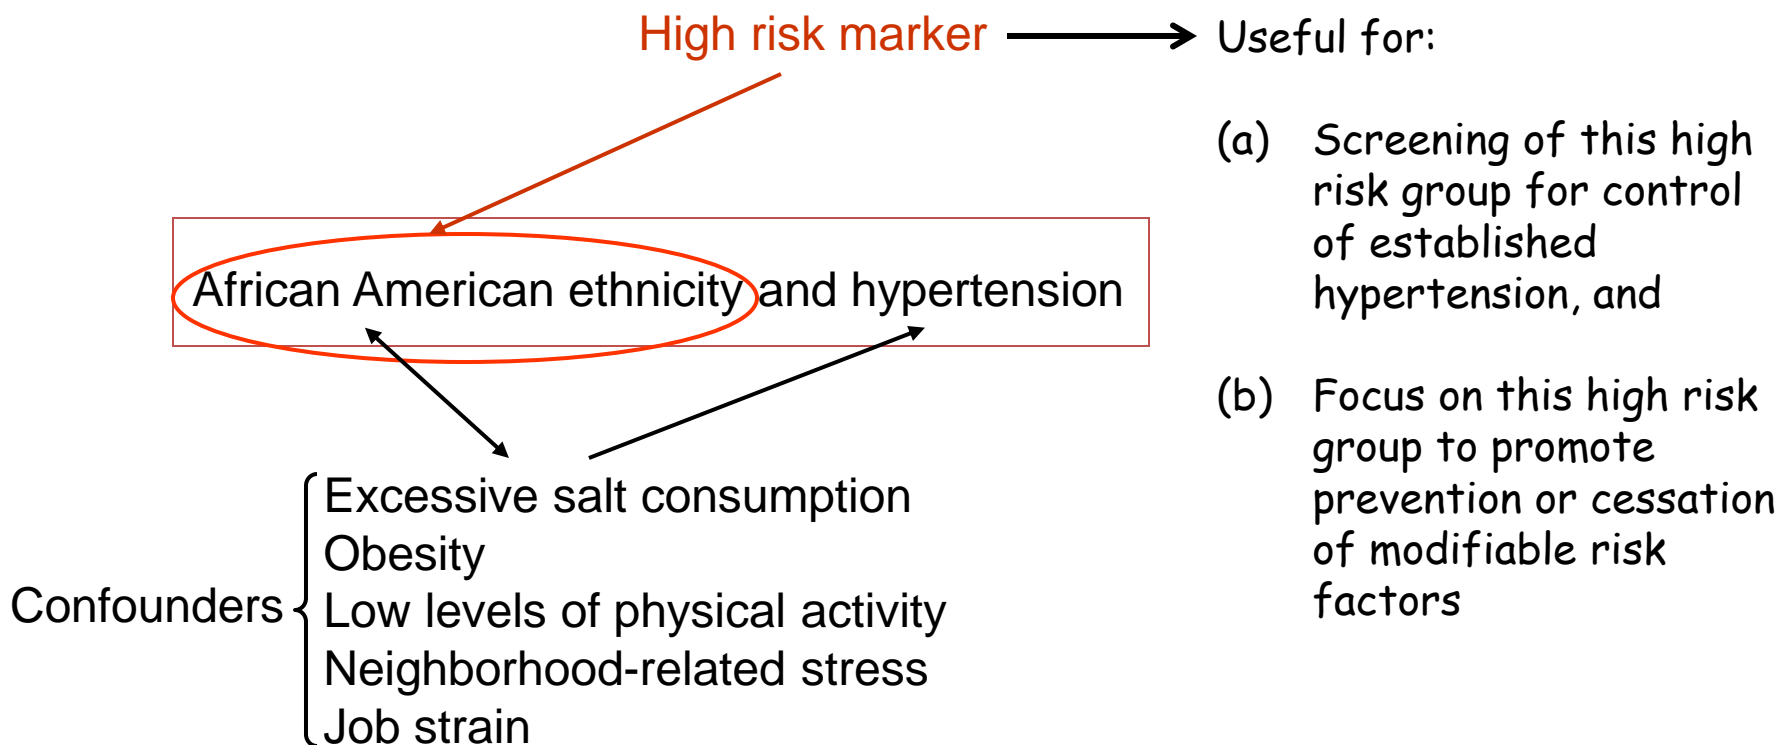 High risk marker
Useful for:
(a) Screening of this high
risk group for control
of established
hypertension, and
African American ethnicity and hypertension
(b) Focus on this high risk
group to promote
prevention or cessation
of modifiable risk
factors
Confounders
Excessive salt consumption
Obesity
Low levels of physical activity
Neighborhood-related stress
Job strain